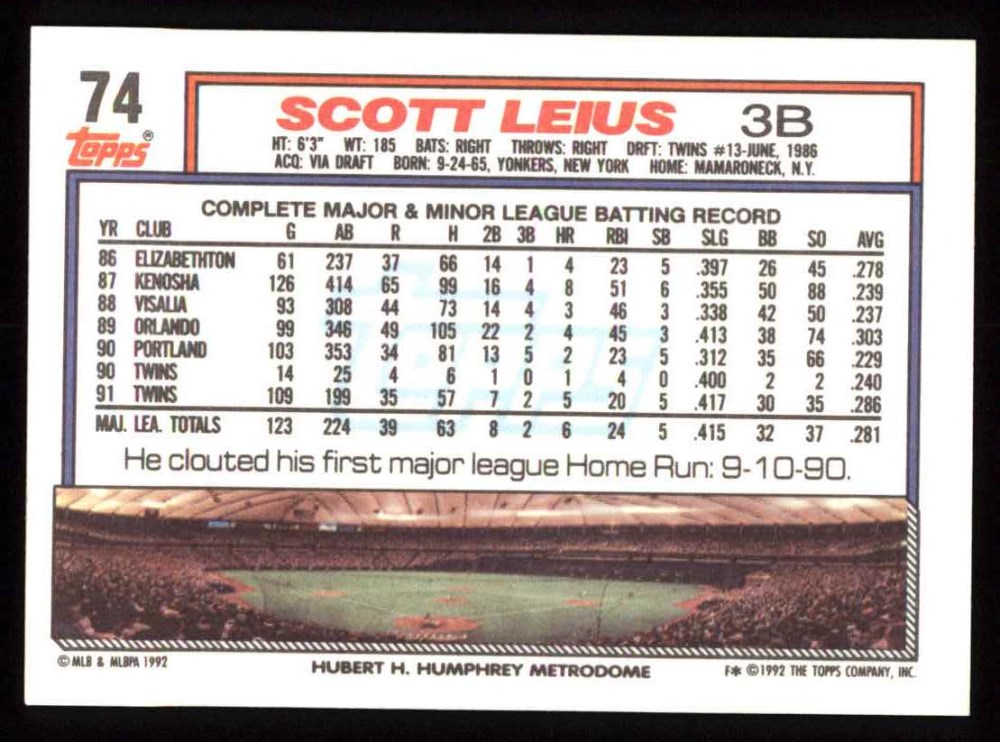 74
Topps®
SCOTT LEIUS 3B
HT: 6'3" WT: 185 BATS: RIGHT THROWS: RIGHT DRFT: TWINS #13-JUNE, 1986
ACQ: VIA DRAFT BORN: 9-24-65, YONKERS, NEW YORK HOME: MAMARONECK, N.Y.
COMPLETE MAJOR & MINOR LEAGUE BATTING RECORD
YR CLUB G AB R H 2B 3B HR RBI SB SLG BB SO AVG
86 ELIZABETHTON 61 237 37 66 14 1 4 23 5 .397 26 45 .278
87 KENOSHA 126 414 65 99 16 4 8 51 6 .355 50 88 .239
88 VISALIA 93 308 44 73 14 4 3 46 3 .338 42 50 .237
89 ORLANDO 99 346 49 105 22 2 4 45 3 .413 38 74 .303
90 PORTLAND 103 353 34 81 13 5 2 23 5 .312 35 66 .229
90 TWINS 14 25 4 6 1 0 1 4 0 .400 2 2 .240
91 TWINS 109 199 35 57 7 2 5 20 5 .417 30 35 .286
MAJ. LEA. TOTALS 123 224 39 63 8 2 6 24 5 .415 32 37 .281
Topps
He clouted his first major league Home Run: 9-10-90.
© MLB & MLBPA 1992
HUBERT H. HUMPHREY METRODOME
F* © 1992 THE TOPPS COMPANY, INC.